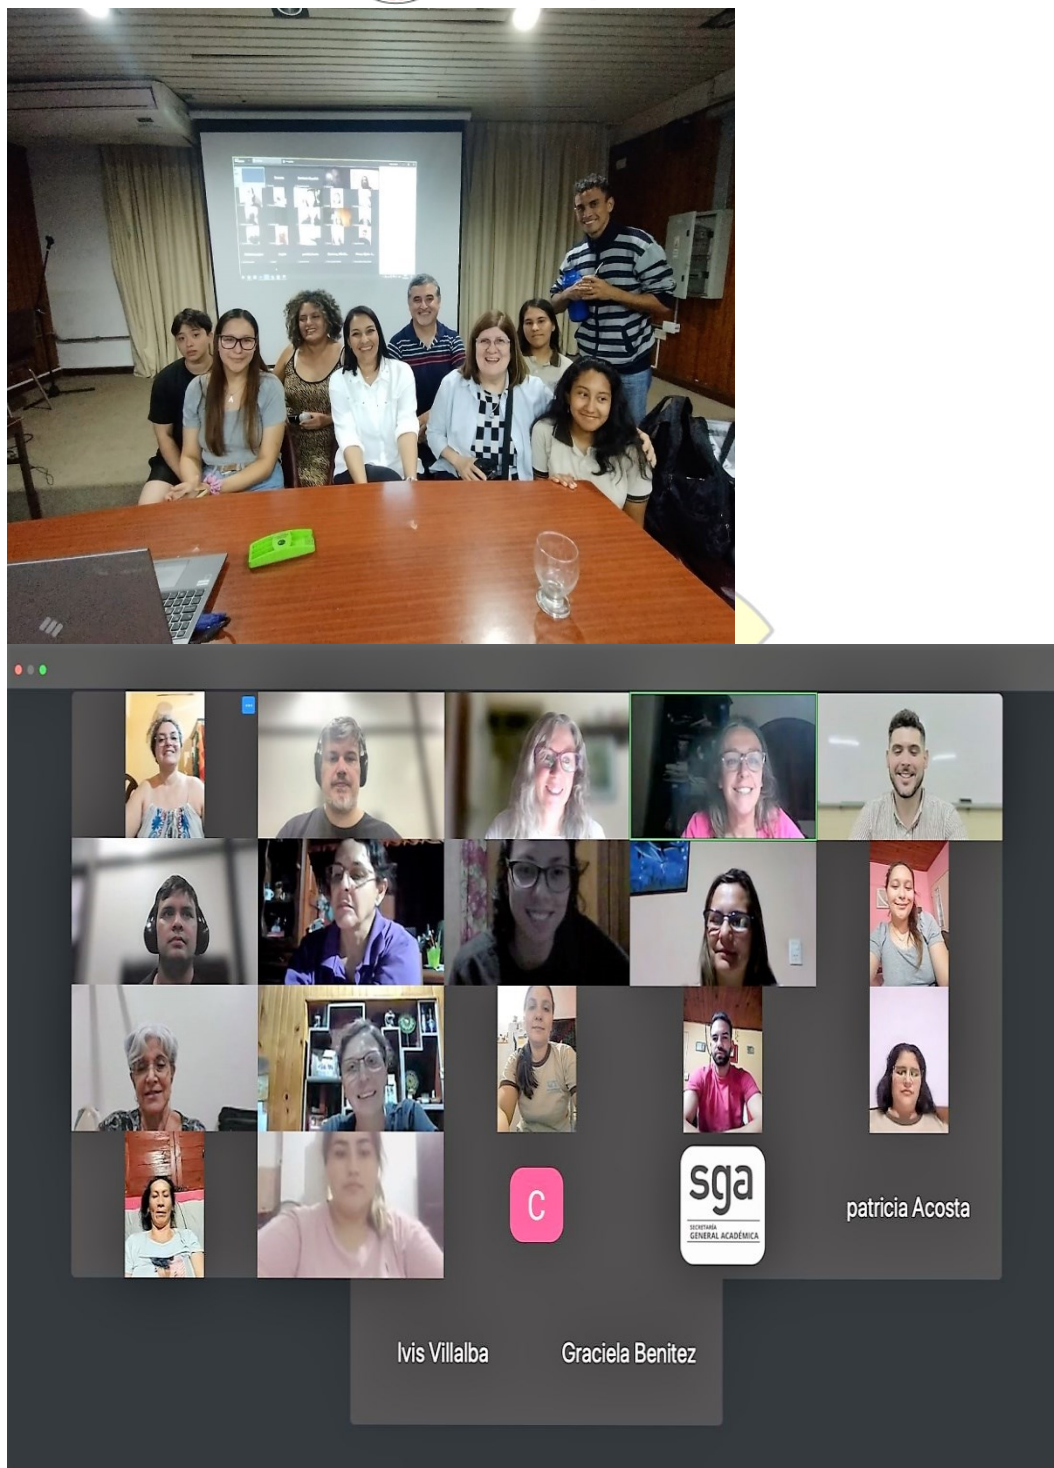 C
sga
SECRETARÍA
GENERAL ACADÉMICA
patricia Acosta
Ivis Villalba
Graciela Benitez